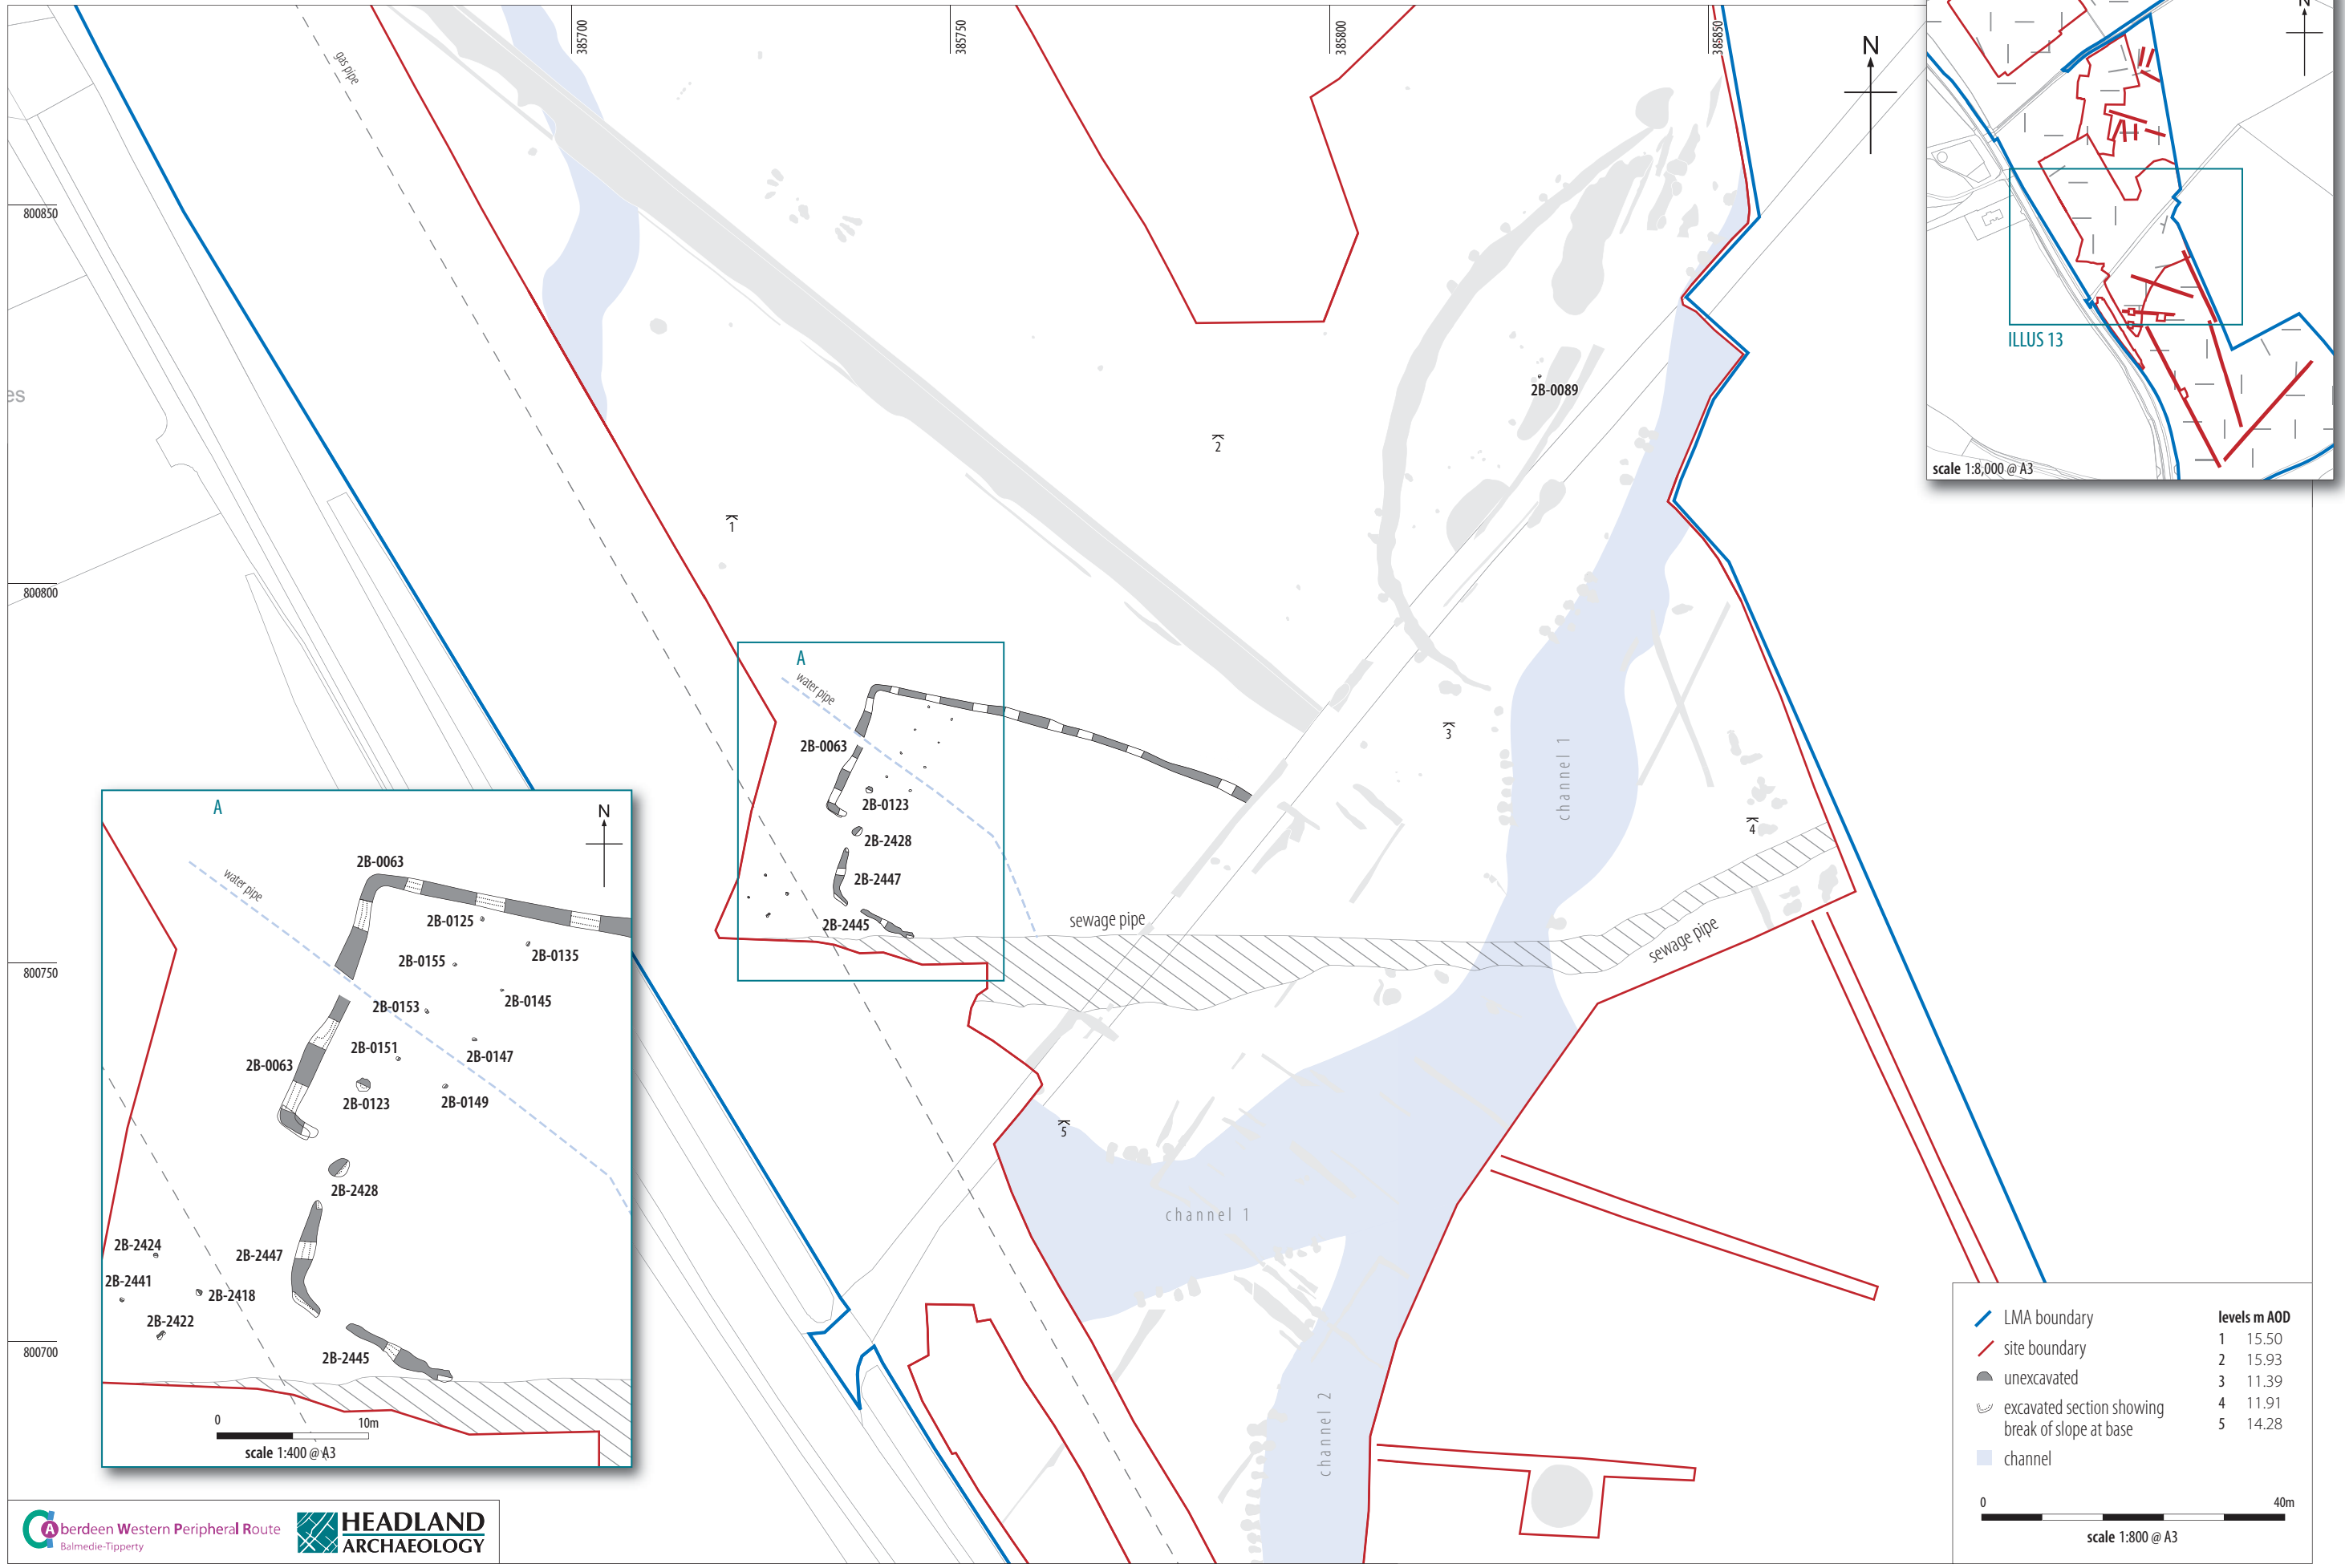 385700
385750
385800
385850
N
N
gas pipe
800850
800800
800750
800700
es
ILLUS 13
scale 1:8,000 @ A3
2B-0089
2
1
3
4
5
A
water pipe
2B-0063
2B-0123
2B-2428
2B-2447
2B-2445
sewage pipe
sewage pipe
channel 1
channel 1
channel 2
A
N
water pipe
2B-0063
2B-0125
2B-0135
2B-0155
2B-0145
2B-0153
2B-0151
2B-0147
2B-0063
2B-0123
2B-0149
2B-2428
2B-2424
2B-2447
2B-2441
2B-2418
2B-2422
2B-2445
0 10m
scale 1:400 @ A3
LMA boundary
site boundary
unexcavated
excavated section showing
break of slope at base
channel
levels m AOD
1 15.50
2 15.93
3 11.39
4 11.91
5 14.28
0 40m
scale 1:800 @ A3
Aberdeen Western Peripheral Route
Balmedie-Tipperty
HEADLAND
ARCHAEOLOGY